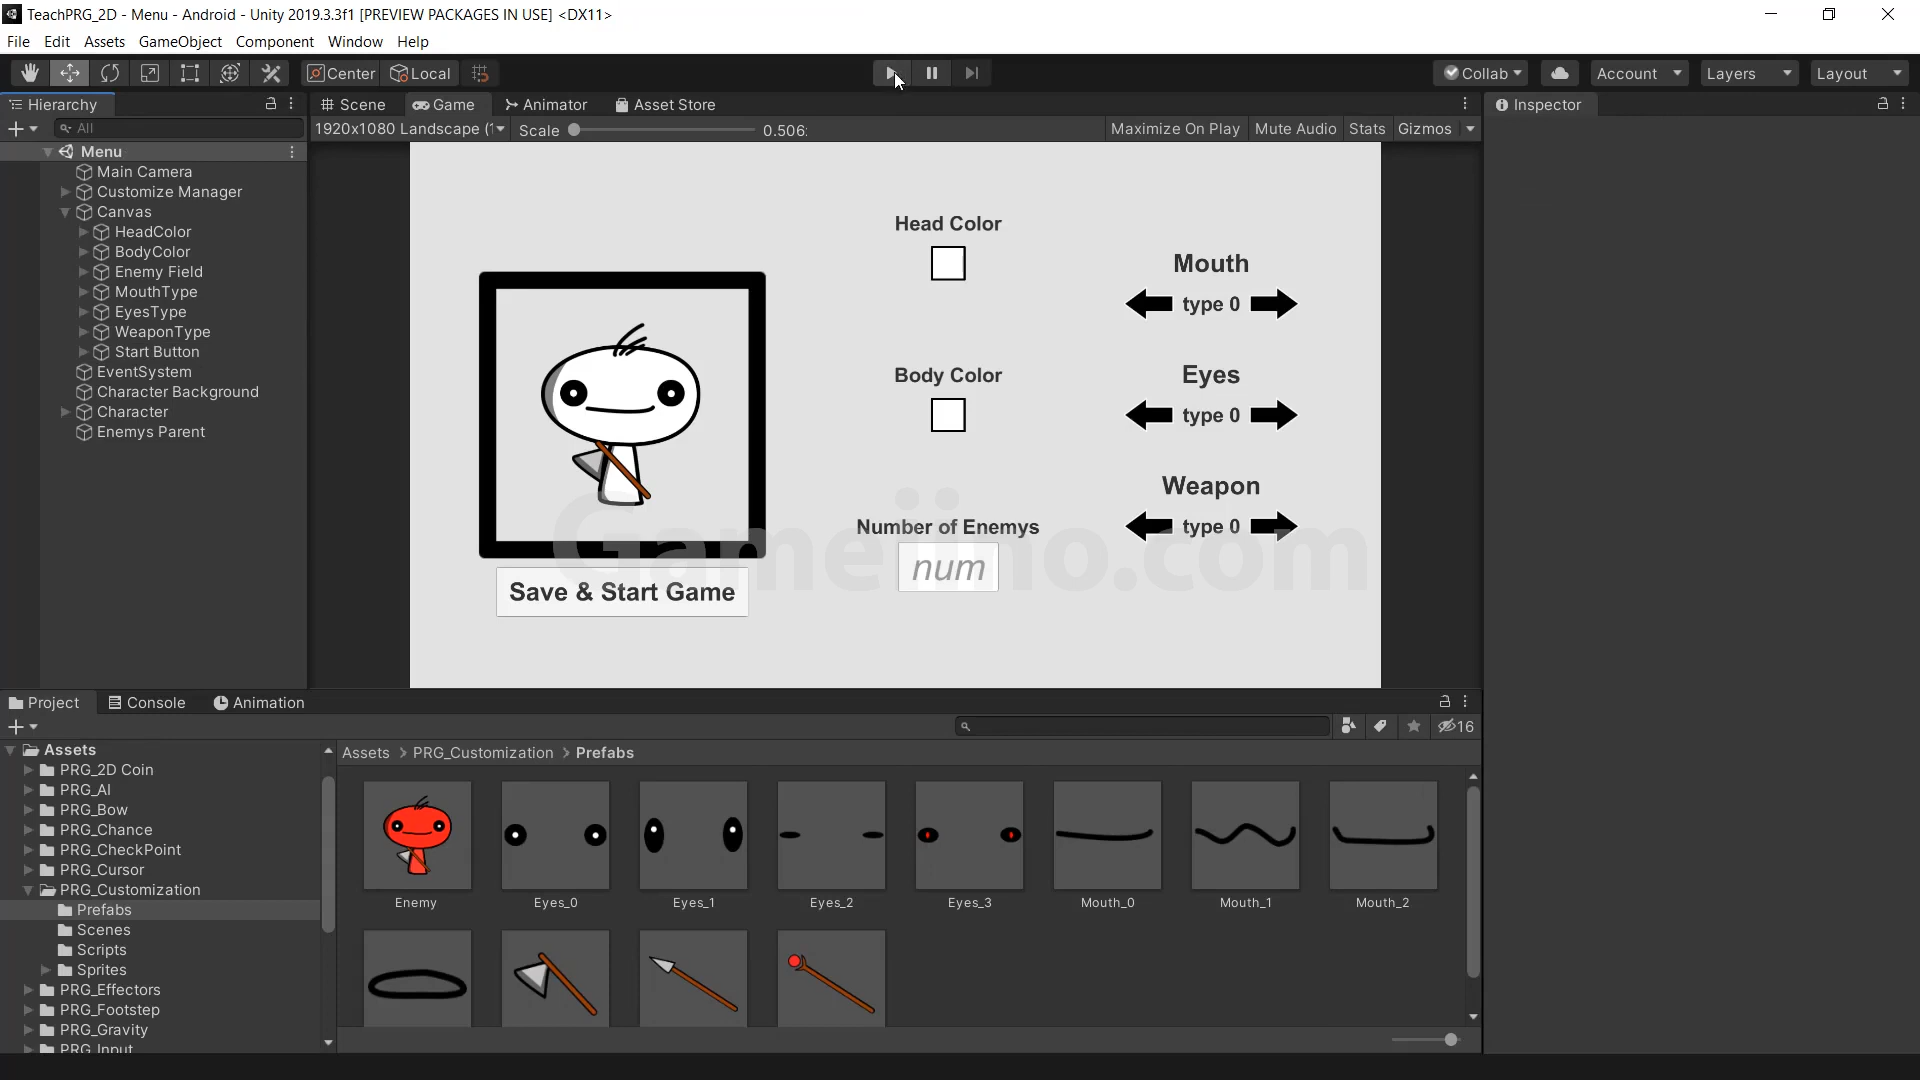 TeachPRG_2D - Menu - Android - Unity 2019.3.3f1 [PREVIEW PACKAGES IN USE] <DX11>
File Edit Assets GameObject Component Window Help
Center Local Collab Account Layers Layout
Hierarchy
All
Menu
Main Camera
Customize Manager
Canvas
HeadColor
BodyColor
Enemy Field
MouthType
EyesType
WeaponType
Start Button
EventSystem
Character Background
Character
Enemys Parent
Scene Game Animator Asset Store
1920x1080 Landscape (1 Scale 0.506: Maximize On Play Mute Audio Stats Gizmos
Head Color
Body Color
Number of Enemys
num
Mouth
type 0
Eyes
type 0
Weapon
type 0
Save & Start Game
Gameiino.com
Inspector
Project Console Animation
16
Assets
PRG_2D Coin
PRG_AI
PRG_Bow
PRG_Chance
PRG_CheckPoint
PRG_Cursor
PRG_Customization
Prefabs
Scenes
Scripts
Sprites
PRG_Effectors
PRG_Footstep
PRG_Gravity
PRG_Input
Assets > PRG_Customization > Prefabs
Enemy Eyes_0 Eyes_1 Eyes_2 Eyes_3 Mouth_0 Mouth_1 Mouth_2